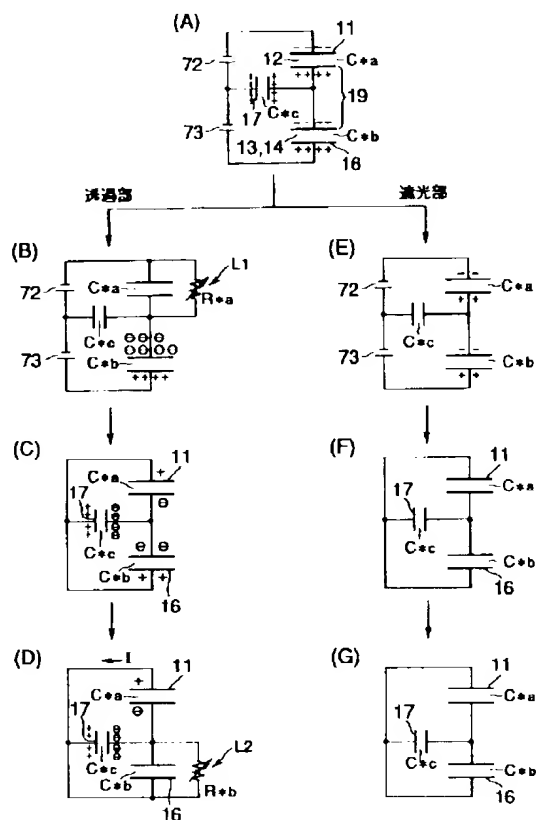 (A)
11
72
12
C*a
19
17
C*c
73
C*b
13,14
16
透過部
遮光部
(B)
L1
72
C*a
R*a
C*c
⊖⊖⊖
⊖⊖⊖⊖
73
C*b
++++
(E)
72
C*a
C*c
73
C*b
(C)
11
C*a
+
17
⊖
C*c
⊖ ⊖
C*b
+ +
16
(F)
11
C*a
17
C*c
C*b
16
(D)
I
11
C*a
+
⊖
17
L2
C*c
C*b
R*b
16
(G)
11
C*a
17
C*c
C*b
16